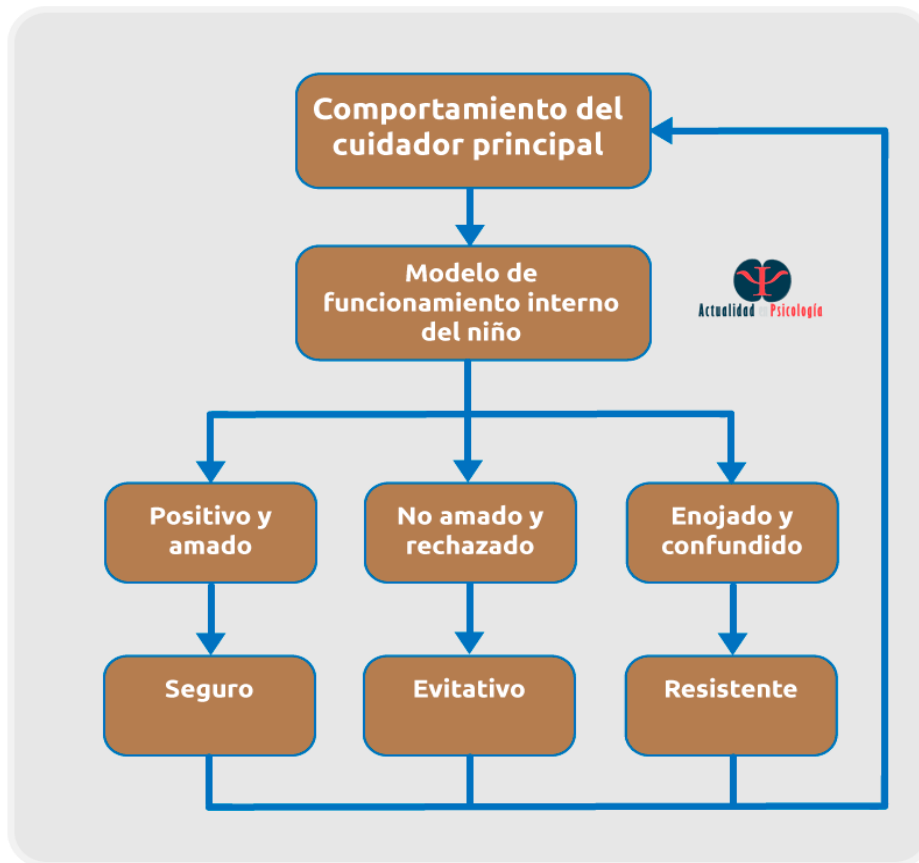 Comportamiento del
cuidador principal
Modelo de
funcionamiento interno
del niño
Actualidad en Psicología
Positivo y
amado
No amado y
rechazado
Enojado y
confundido
Seguro
Evitativo
Resistente